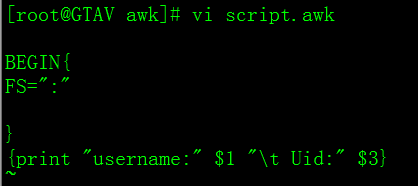 [root@GTAV awk]# vi script.awk
BEGIN{
FS=":"
}
{print "username:" $1 "\t Uid:" $3}
~